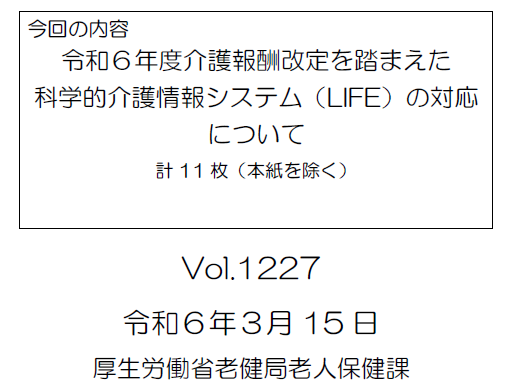 今回の内容
令和６年度介護報酬改定を踏まえた
科学的介護情報システム（LIFE）の対応
について
計 11 枚（本紙を除く）
Vol.1227
令和６年３月 15 日
厚生労働省老健局老人保健課